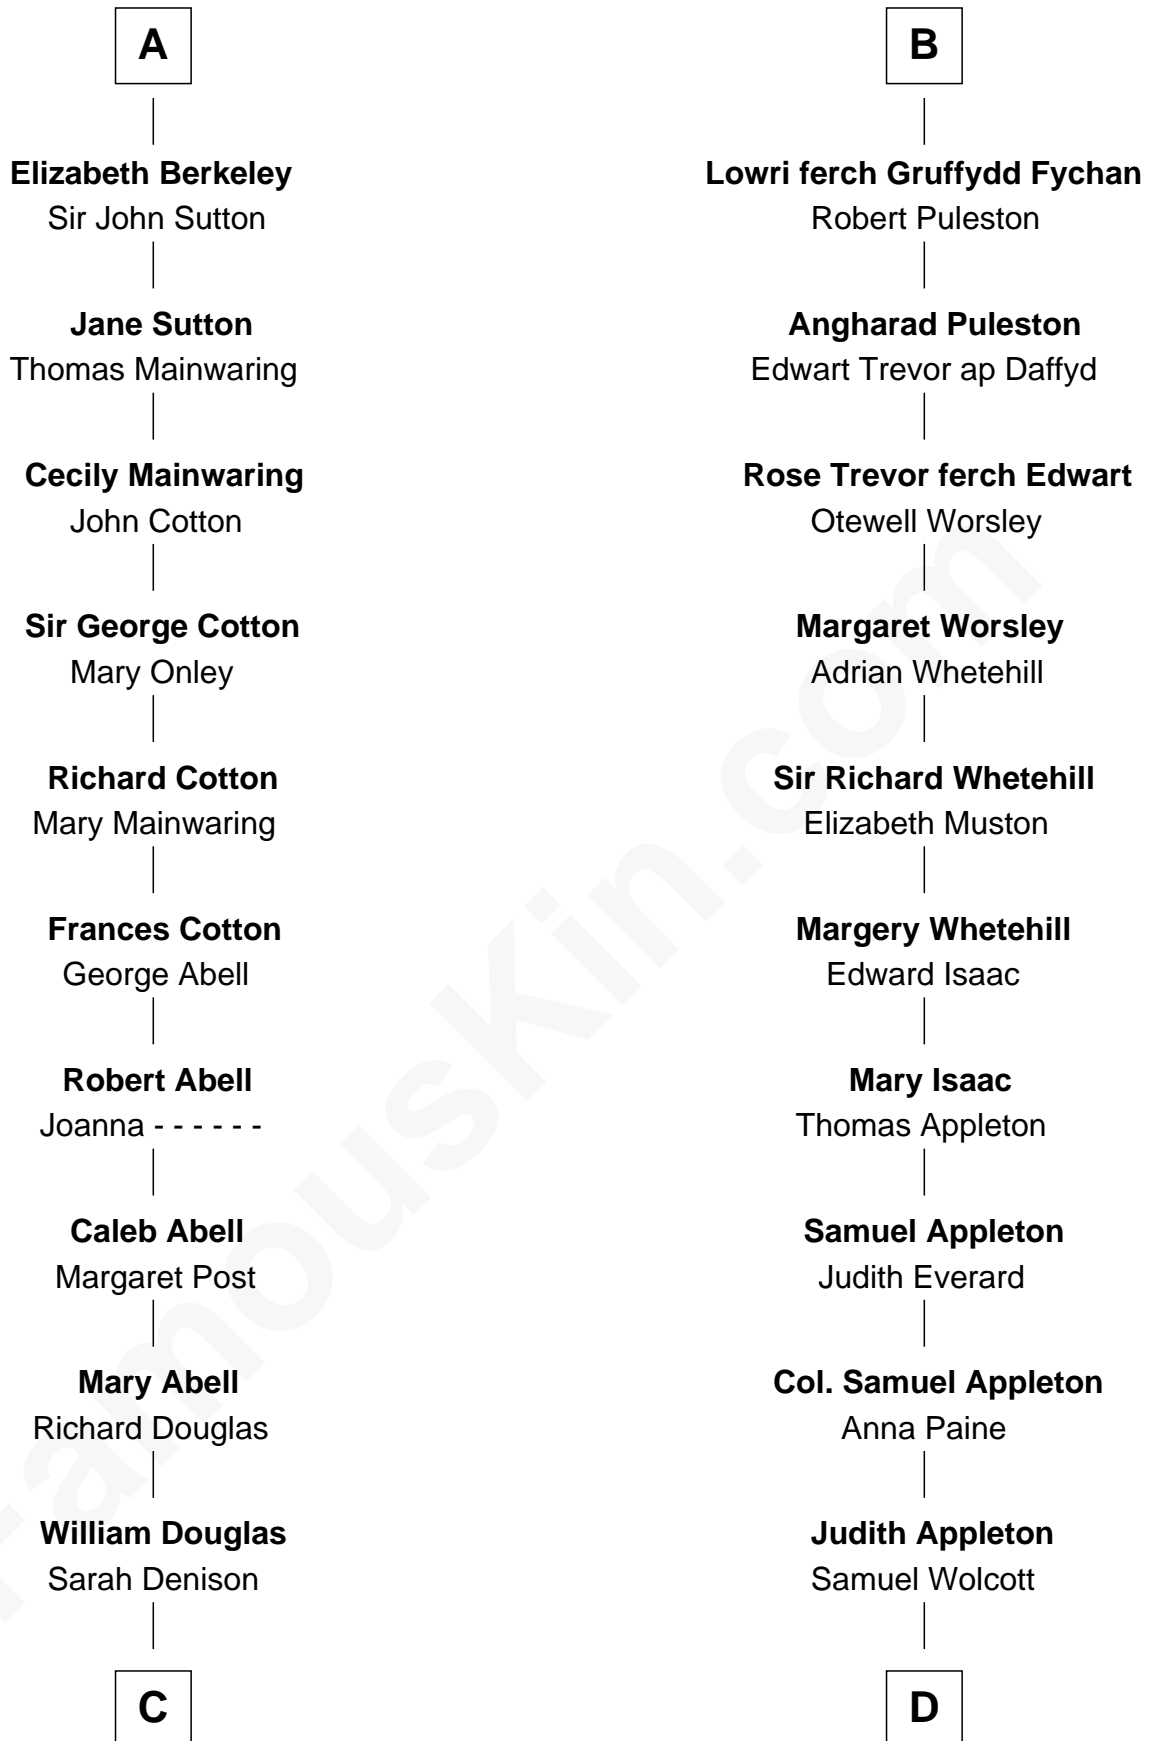 A
Elizabeth Berkeley
Sir John Sutton
Jane Sutton
Thomas Mainwaring
Cecily Mainwaring
John Cotton
Sir George Cotton
Mary Onley
Richard Cotton
Mary Mainwaring
Frances Cotton
George Abell
Robert Abell
Joanna - - - - - -
Caleb Abell
Margaret Post
Mary Abell
Richard Douglas
William Douglas
Sarah Denison
C
B
Lowri ferch Gruffydd Fychan
Robert Puleston
Angharad Puleston
Edwart Trevor ap Daffyd
Rose Trevor ferch Edwart
Otewell Worsley
Margaret Worsley
Adrian Whetehill
Sir Richard Whetehill
Elizabeth Muston
Margery Whetehill
Edward Isaac
Mary Isaac
Thomas Appleton
Samuel Appleton
Judith Everard
Col. Samuel Appleton
Anna Paine
Judith Appleton
Samuel Wolcott
D
FamousKin.com